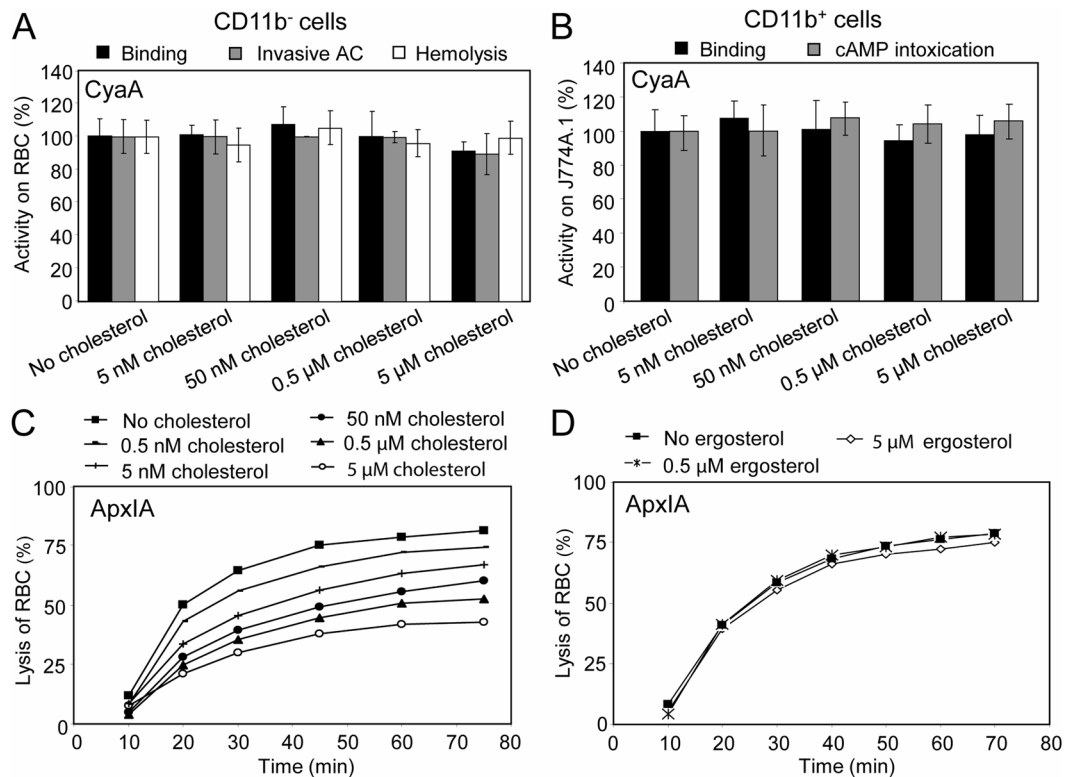 A
CD11b- cells
Binding
Invasive AC
Hemolysis
CyaA
Activity on RBC (%)
140
120
100
80
60
40
20
0
No cholesterol
5 nM cholesterol
50 nM cholesterol
0.5 µM cholesterol
5 µM cholesterol
B
CD11b+ cells
Binding
cAMP intoxication
CyaA
Activity on J774A.1 (%)
140
120
100
80
60
40
20
0
No cholesterol
5 nM cholesterol
50 nM cholesterol
0.5 µM cholesterol
5 µM cholesterol
C
No cholesterol
0.5 nM cholesterol
5 nM cholesterol
50 nM cholesterol
0.5 µM cholesterol
5 µM cholesterol
ApxIA
Lysis of RBC (%)
100
75
50
25
0
0 10 20 30 40 50 60 70 80
Time (min)
D
No ergosterol
0.5 µM ergosterol
5 µM ergosterol
ApxIA
Lysis of RBC (%)
100
75
50
25
0
0 10 20 30 40 50 60 70 80
Time (min)